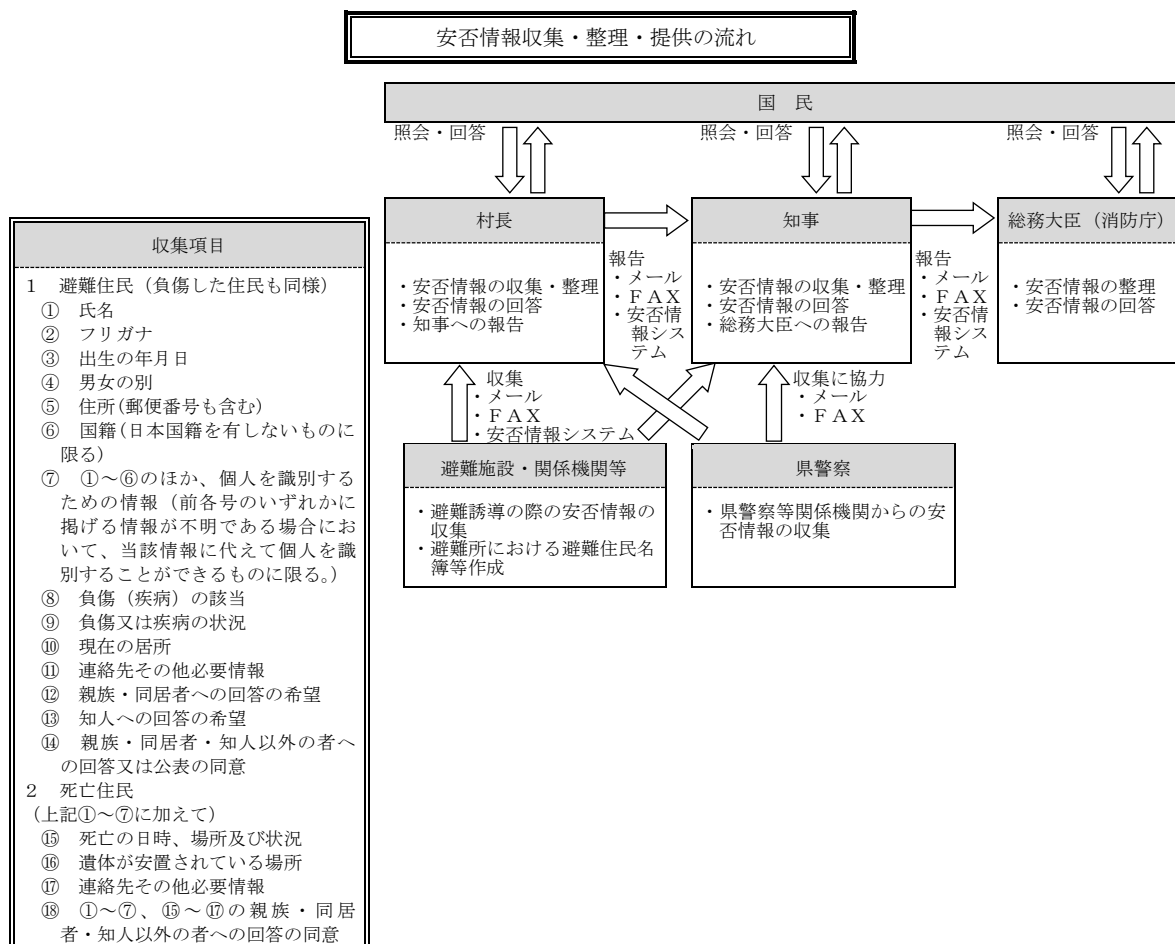 安否情報収集・整理・提供の流れ
国　民
照会・回答
照会・回答
照会・回答
村長
・安否情報の収集・整理
・安否情報の回答
・知事への報告
報告
・メール
・ＦＡＸ
・安否情
報シス
テム
知事
・安否情報の収集・整理
・安否情報の回答
・総務大臣への報告
報告
・メール
・ＦＡＸ
・安否情
報シス
テム
総務大臣（消防庁）
・安否情報の整理
・安否情報の回答
収集
・メール
・ＦＡＸ
・安否情報システム
収集に協力
・メール
・ＦＡＸ
避難施設・関係機関等
・避難誘導の際の安否情報の
収集
・避難所における避難住民名
簿等作成
県警察
・県警察等関係機関からの安
否情報の収集
収集項目
１　避難住民（負傷した住民も同様）
①　氏名
②　フリガナ
③　出生の年月日
④　男女の別
⑤　住所(郵便番号も含む)
⑥　国籍(日本国籍を有しないものに
限る)
⑦　①～⑥のほか、個人を識別する
ための情報（前各号のいずれかに
掲げる情報が不明である場合にお
いて、当該情報に代えて個人を識
別することができるものに限る。）
⑧　負傷（疾病）の該当
⑨　負傷又は疾病の状況
⑩　現在の居所
⑪　連絡先その他必要情報
⑫　親族・同居者への回答の希望
⑬　知人への回答の希望
⑭　親族・同居者・知人以外の者へ
の回答又は公表の同意
２　死亡住民
（上記①～⑦に加えて）
⑮　死亡の日時、場所及び状況
⑯　遺体が安置されている場所
⑰　連絡先その他必要情報
⑱　①～⑦、⑮～⑰の親族・同居
者・知人以外の者への回答の同意